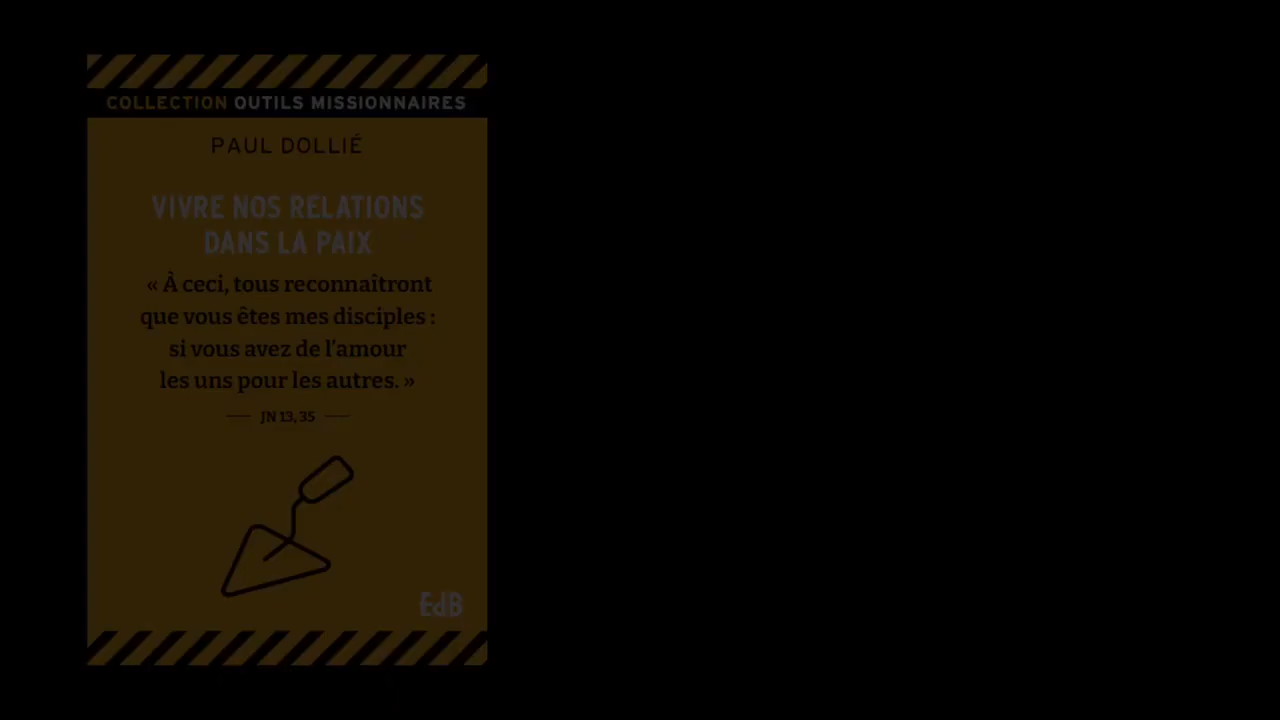 COLLECTION OUTILS MISSIONNAIRES
PAUL DOLLIÉ
VIVRE NOS RELATIONS
DANS LA PAIX
« À ceci, tous reconnaîtront
que vous êtes mes disciples :
si vous avez de l'amour
les uns pour les autres. »
JN 13, 35
EdB